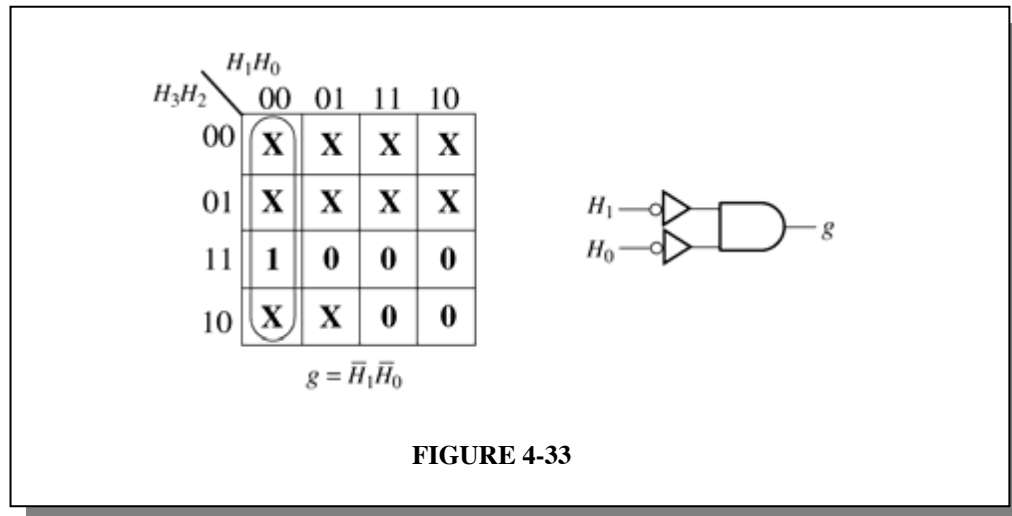 H₁H₀
H₃H₂ 00 01 11 10
00 X X X X
01 X X X X
11 1 0 0 0
10 X X 0 0
g = H̅₁H̅₀
H₁
H₀
g
FIGURE 4-33